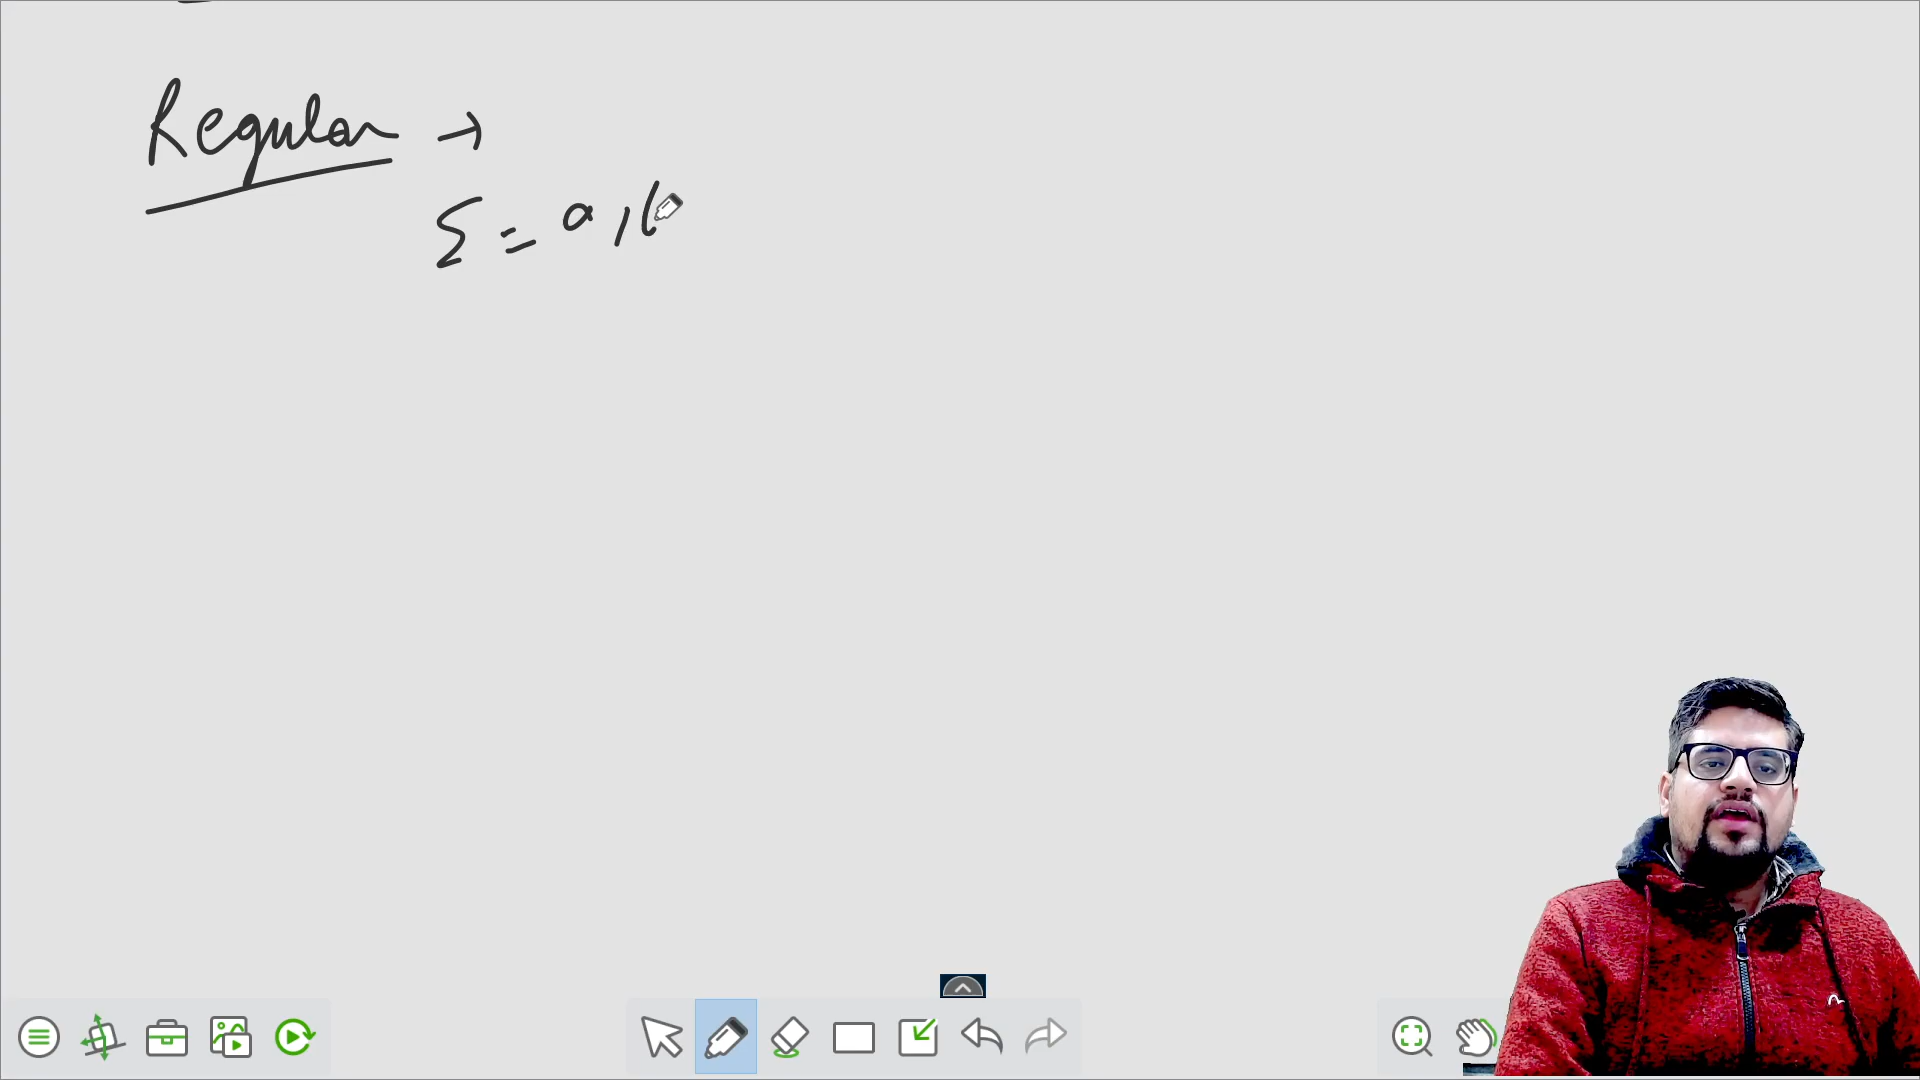 Regular →
Σ = a, b